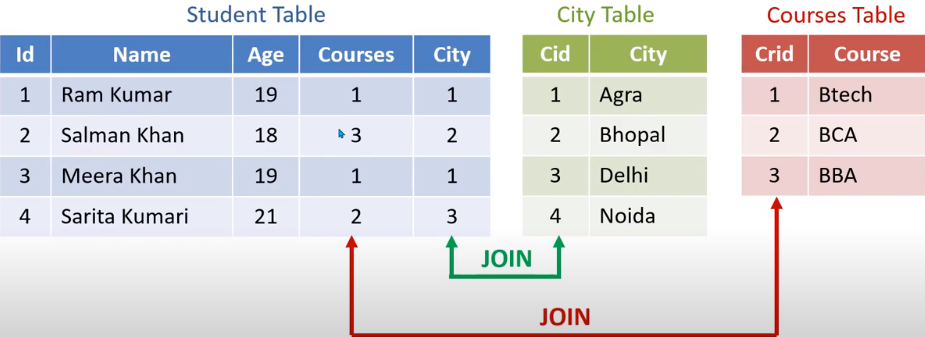 Student Table City Table Courses Table
Id Name Age Courses City Cid City Crid Course
1 Ram Kumar 19 1 1 1 Agra 1 Btech
2 Salman Khan 18 3 2 2 Bhopal 2 BCA
3 Meera Khan 19 1 1 3 Delhi 3 BBA
4 Sarita Kumari 21 2 3 4 Noida
JOIN
JOIN